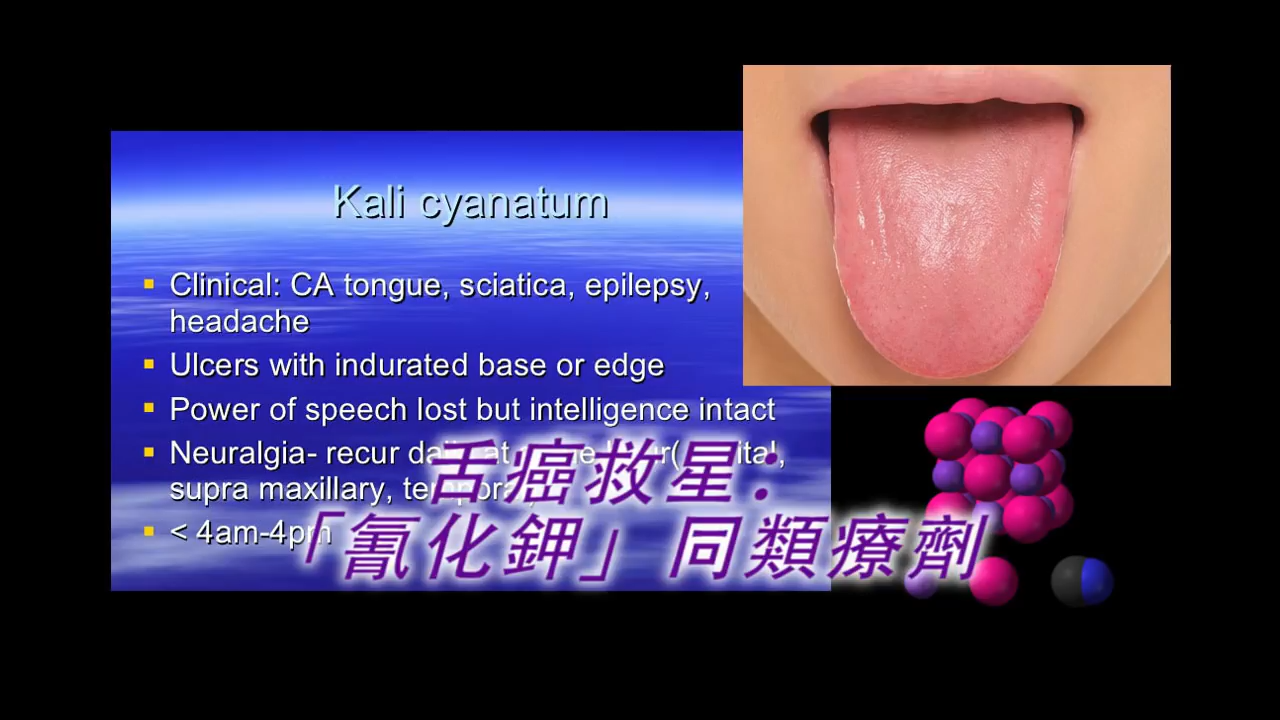 Kali cyanatum
▪ Clinical: CA tongue, sciatica, epilepsy,
headache
▪ Ulcers with indurated base or edge
▪ Power of speech lost but intelligence intact
▪ Neuralgia- recur
supra maxillary,
▪ < 4am-4pm
舌癌救星：
「氰化鉀」同類療劑